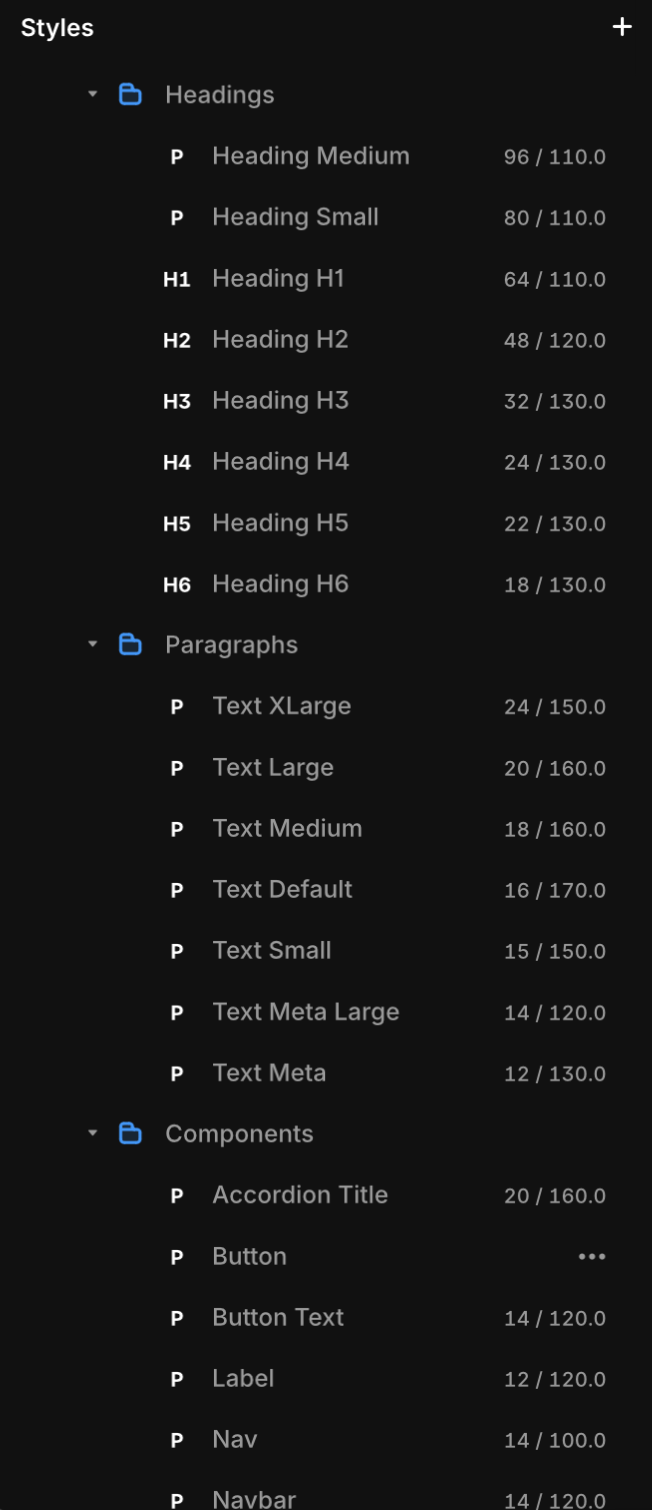 Styles
Headings
P Heading Medium 96 / 110.0
P Heading Small 80 / 110.0
H1 Heading H1 64 / 110.0
H2 Heading H2 48 / 120.0
H3 Heading H3 32 / 130.0
H4 Heading H4 24 / 130.0
H5 Heading H5 22 / 130.0
H6 Heading H6 18 / 130.0
Paragraphs
P Text XLarge 24 / 150.0
P Text Large 20 / 160.0
P Text Medium 18 / 160.0
P Text Default 16 / 170.0
P Text Small 15 / 150.0
P Text Meta Large 14 / 120.0
P Text Meta 12 / 130.0
Components
P Accordion Title 20 / 160.0
P Button
P Button Text 14 / 120.0
P Label 12 / 120.0
P Nav 14 / 100.0
P Navbar 14 / 120.0